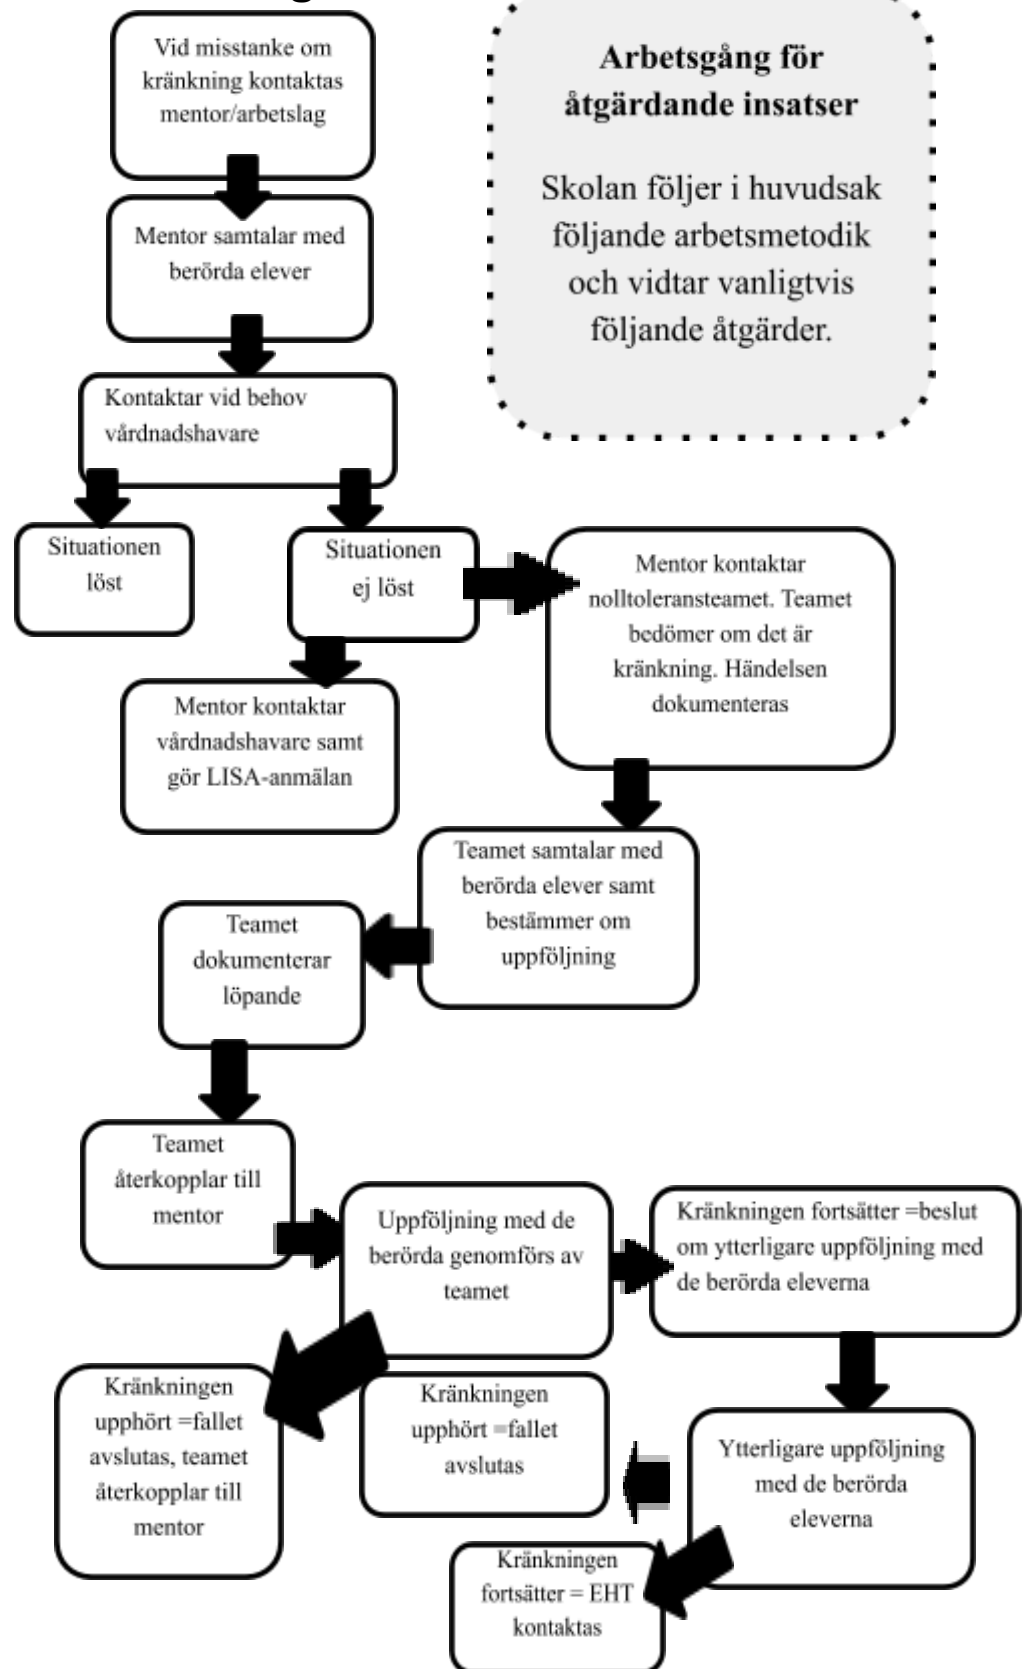 Vid misstanke om
kränkning kontaktas
mentor/arbetslag
Arbetsgång för
åtgärdande insatser
Skolan följer i huvudsak
följande arbetsmetodik
och vidtar vanligtvis
följande åtgärder.
Mentor samtalar med
berörda elever
Kontaktar vid behov
vårdnadshavare
Situationen
löst
Situationen
ej löst
Mentor kontaktar
nolltoleransteamet. Teamet
bedömer om det är
kränkning. Händelsen
dokumenteras
Mentor kontaktar
vårdnadshavare samt
gör LISA-anmälan
Teamet samtalar med
berörda elever samt
bestämmer om
uppföljning
Teamet
dokumenterar
löpande
Teamet
återkopplar till
mentor
Uppföljning med de
berörda genomförs av
teamet
Kränkningen fortsätter =beslut
om ytterligare uppföljning med
de berörda eleverna
Kränkningen
upphört =fallet
avslutas, teamet
återkopplar till
mentor
Kränkningen
upphört =fallet
avslutas
Ytterligare uppföljning
med de berörda
eleverna
Kränkningen
fortsätter = EHT
kontaktas